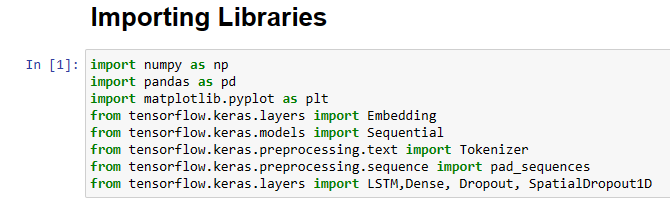 Importing Libraries
In [1]: import numpy as np
import pandas as pd
import matplotlib.pyplot as plt
from tensorflow.keras.layers import Embedding
from tensorflow.keras.models import Sequential
from tensorflow.keras.preprocessing.text import Tokenizer
from tensorflow.keras.preprocessing.sequence import pad_sequences
from tensorflow.keras.layers import LSTM,Dense, Dropout, SpatialDropout1D